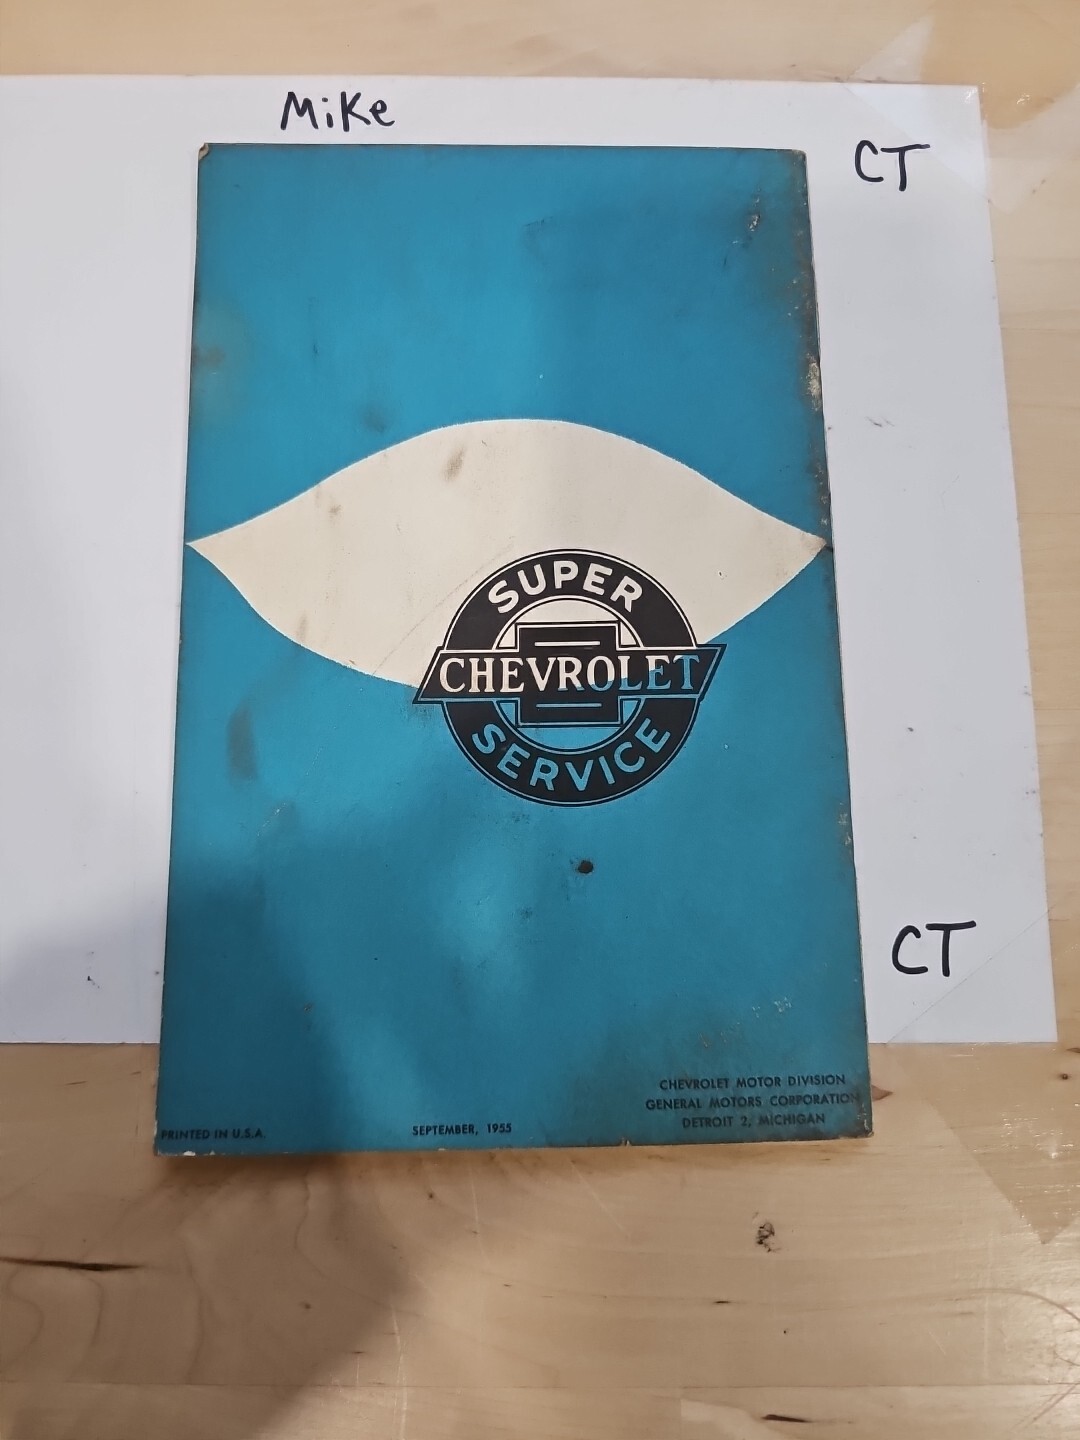 MiKe
CT
SUPER
CHEVROLET
SERVICE
CT
CHEVROLET MOTOR DIVISION
GENERAL MOTORS CORPORATION
DETROIT 2, MICHIGAN
SEPTEMBER, 1955
PRINTED IN U.S.A.